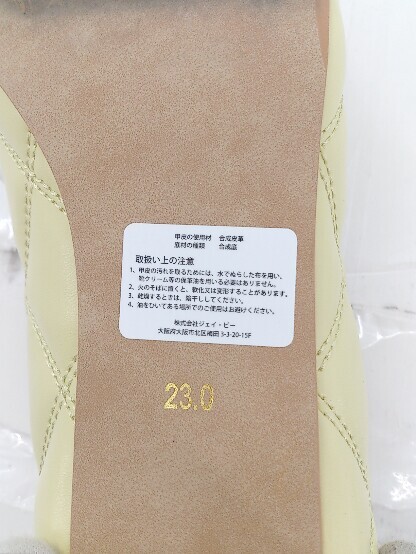 甲皮の使用材　合成皮革
底材の種類　合成底
取扱い上の注意
1、甲皮の汚れを取るためには、水でぬらした布を用い、
靴クリーム等の保革油を用いる必要はありません。
2、火のそばに置くと、軟化又は変形することがあります。
3、乾燥するときは、陰干ししてください。
4、油をひいてある場所でのご使用はお避けください。
株式会社ジェイ・ビー
大阪府大阪市北区梅田 3-3-20-15F
23.0